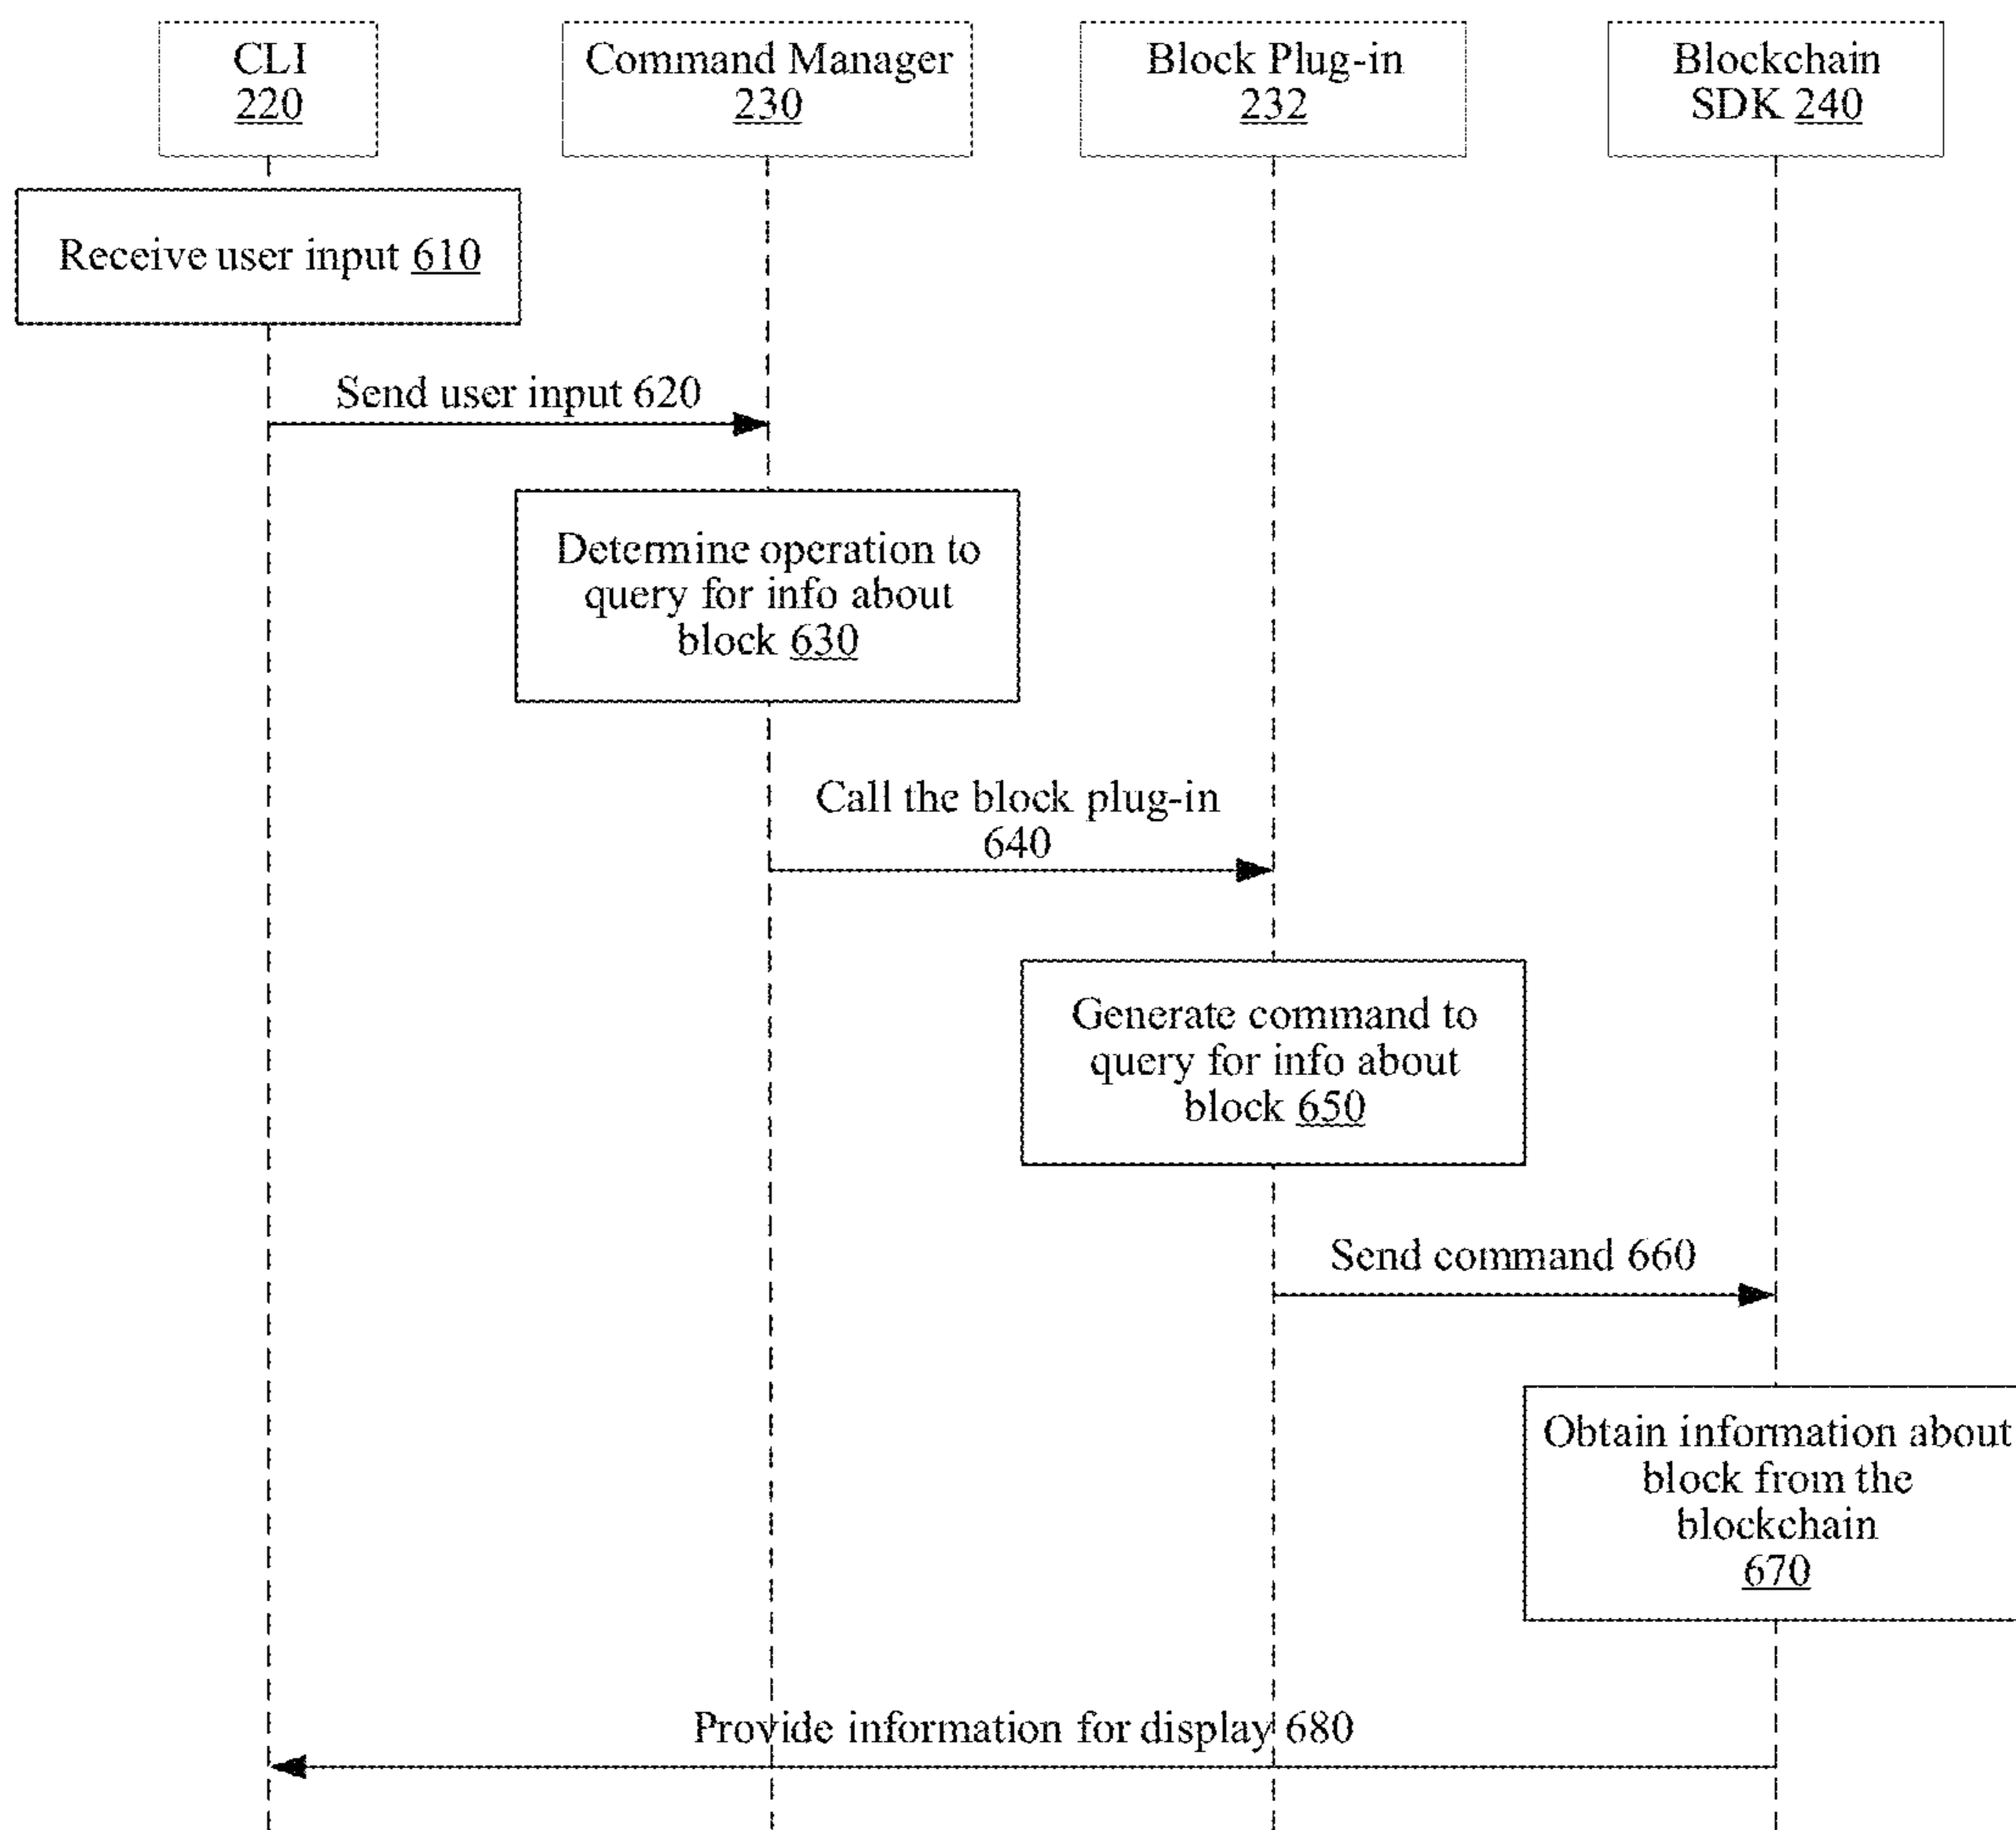 CLI
220
Command Manager
230
Block Plug-in
232
Blockchain
SDK 240
Receive user input 610
Send user input 620
Determine operation to
query for info about
block 630
Call the block plug-in
640
Generate command to
query for info about
block 650
Send command 660
Obtain information about
block from the
blockchain
670
Provide information for display 680